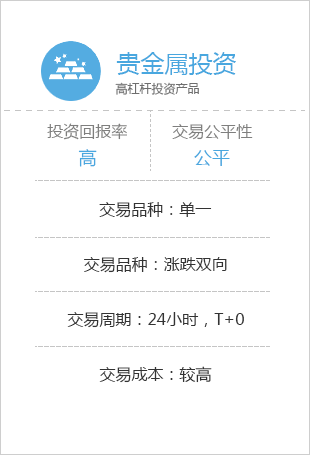 贵金属投资
高杠杆投资产品
投资回报率 交易公平性
高 公平
交易品种：单一
交易品种：涨跌双向
交易周期：24小时，T+0
交易成本：较高